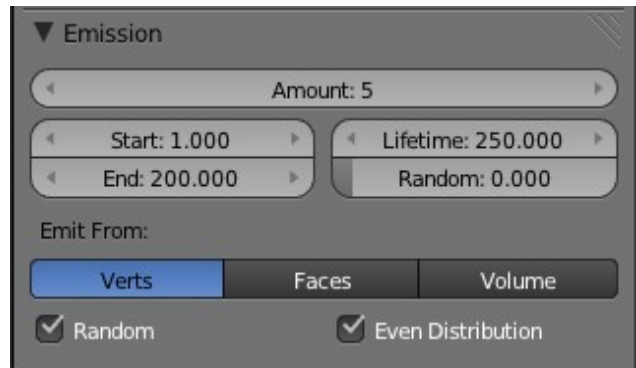 Emission
Amount: 5
Start: 1.000
Lifetime: 250.000
End: 200.000
Random: 0.000
Emit From:
Verts
Faces
Volume
Random
Even Distribution